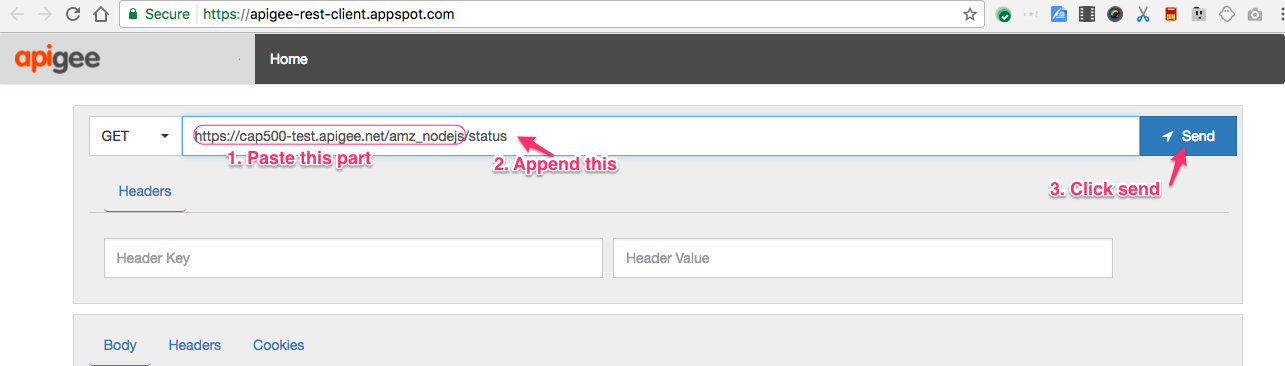 Secure https://apigee-rest-client.appspot.com
apigee Home
GET https://cap500-test.apigee.net/amz_nodejs/status Send
1. Paste this part
2. Append this
3. Click send
Headers
Header Key Header Value
Body Headers Cookies